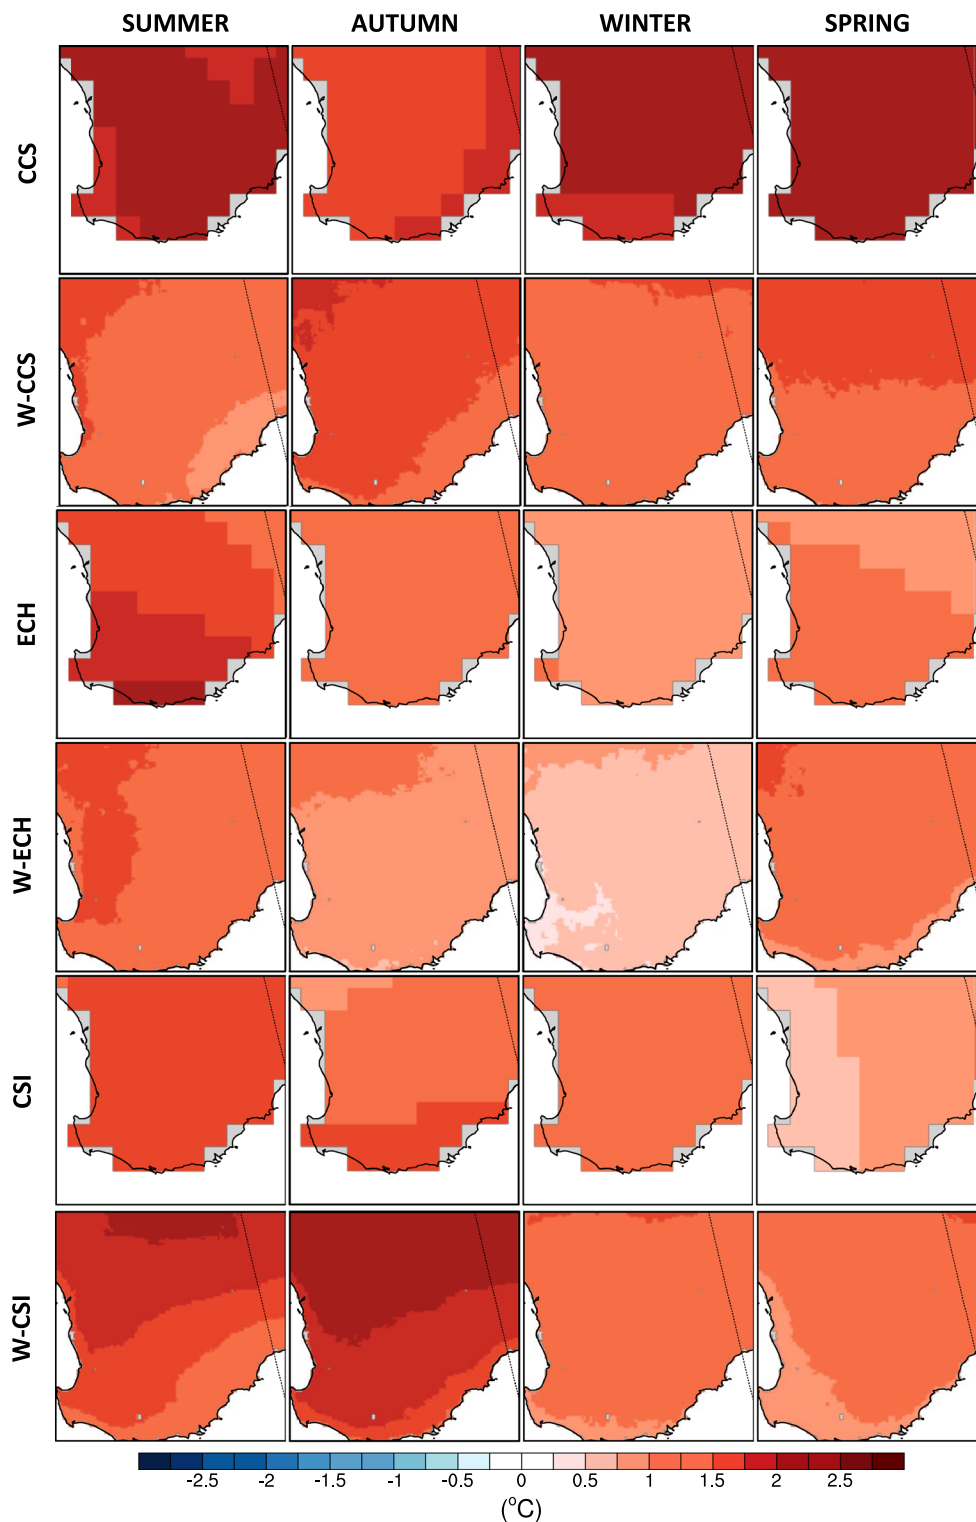 SUMMER AUTUMN WINTER SPRING
CCS
W-CCS
ECH
W-ECH
CSI
W-CSI
-2.5 -2 -1.5 -1 -0.5 0 0.5 1 1.5 2 2.5
(°C)